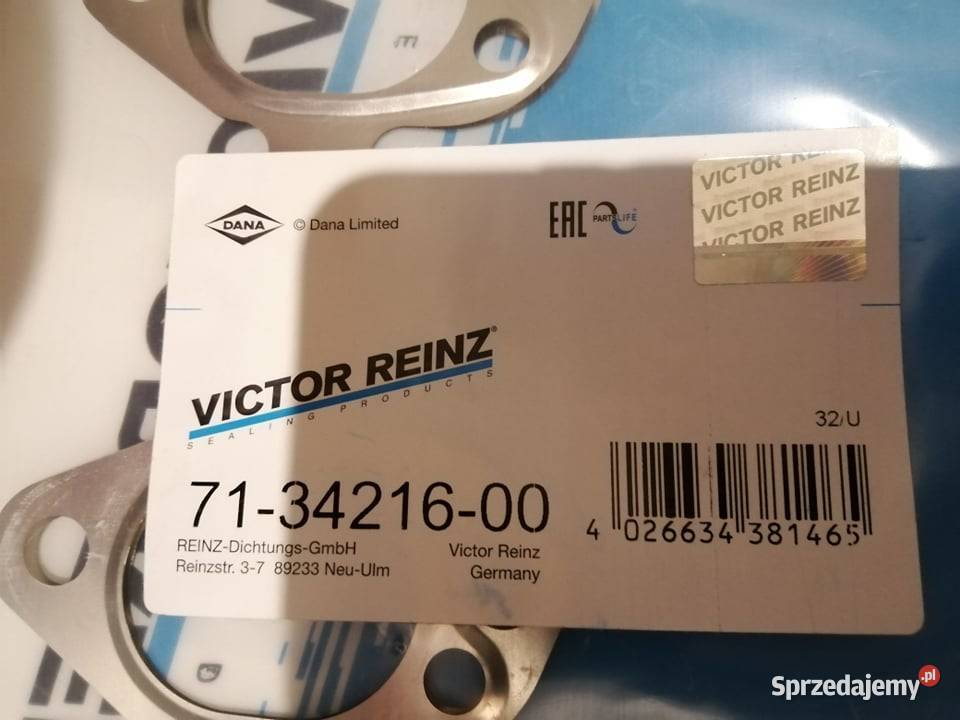 DANA
© Dana Limited
EAC
PARTSLIFE
VICTOR REINZ
VICTOR REINZ
VICTOR REINZ
VICTOR REINZ®
SEALING PRODUCTS
32/U
71-34216-00
4 026634 381465
REINZ-Dichtungs-GmbH
Reinzstr. 3-7 89233 Neu-Ulm
Victor Reinz
Germany
Sprzedajemy.pl